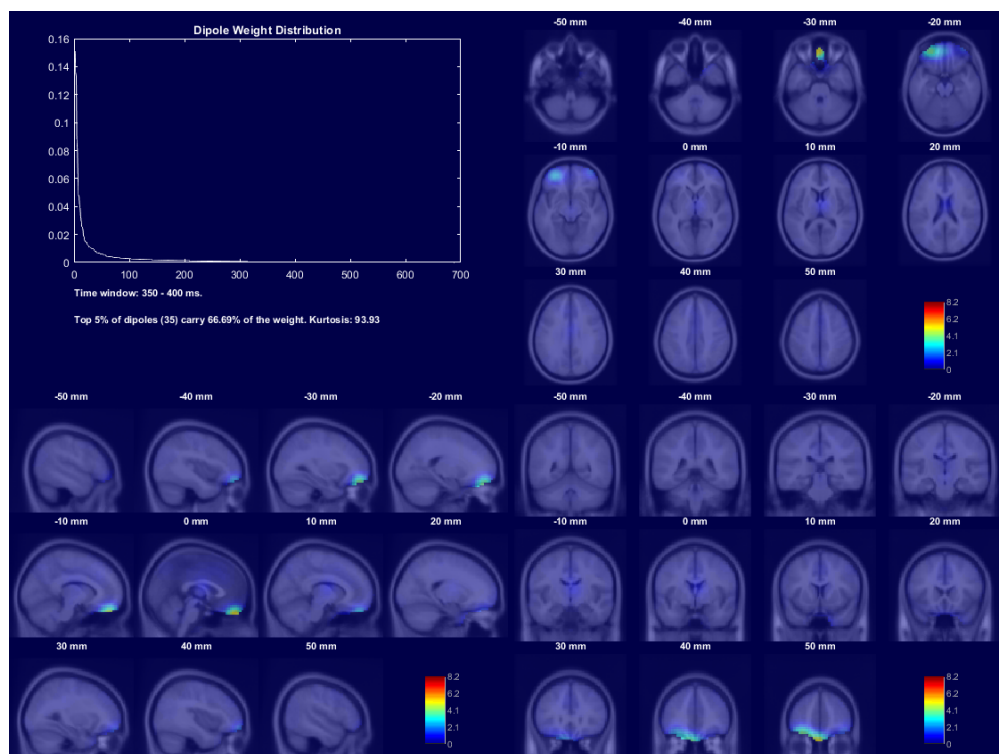 Dipole Weight Distribution
0.16
0.14
0.12
0.1
0.08
0.06
0.04
0.02
0
0 100 200 300 400 500 600 700
Time window: 350 - 400 ms.
Top 5% of dipoles (35) carry 66.69% of the weight. Kurtosis: 93.93
-50 mm -40 mm -30 mm -20 mm
-10 mm 0 mm 10 mm 20 mm
30 mm 40 mm 50 mm
8.2
6.2
4.1
2.1
0
-50 mm -40 mm -30 mm -20 mm
-10 mm 0 mm 10 mm 20 mm
30 mm 40 mm 50 mm
8.2
6.2
4.1
2.1
0
-50 mm -40 mm -30 mm -20 mm
-10 mm 0 mm 10 mm 20 mm
30 mm 40 mm 50 mm
8.2
6.2
4.1
2.1
0